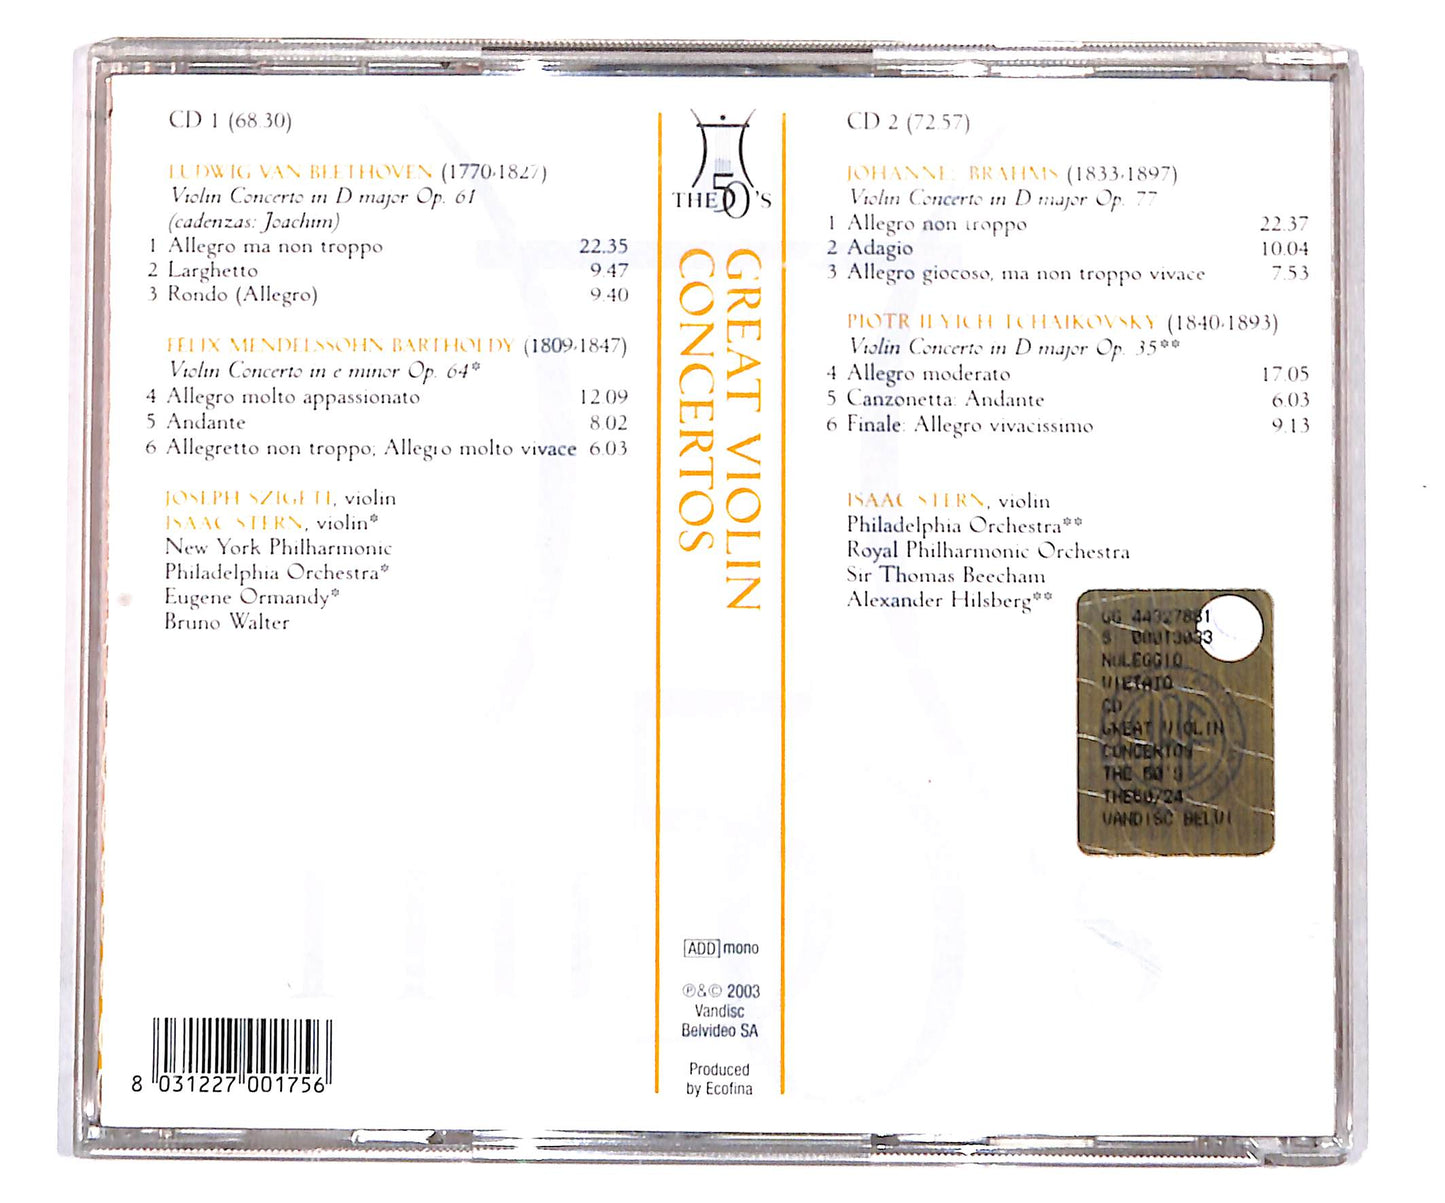 CD 1 (68.30)
LUDWIG VAN BEETHOVEN (1770-1827)
Violin Concerto in D major Op. 61
(cadenzas: Joachim)
1 Allegro ma non troppo 22.35
2 Larghetto 9.47
3 Rondo (Allegro) 9.40
FELIX MENDELSSOHN BARTHOLDY (1809-1847)
Violin Concerto in e minor Op. 64*
4 Allegro molto appassionato 12.09
5 Andante 8.02
6 Allegretto non troppo; Allegro molto vivace 6.03
JOSEPH SZIGETI, violin
ISAAC STERN, violin*
New York Philharmonic
Philadelphia Orchestra*
Eugene Ormandy*
Bruno Walter
8 031227 001756
THE 50'S
GREAT VIOLIN
CONCERTOS
ADD mono
℗&© 2003
Vandisc
Belvideo SA
Produced
by Ecofina
CD 2 (72.57)
JOHANNES BRAHMS (1833-1897)
Violin Concerto in D major Op. 77
1 Allegro non troppo 22.37
2 Adagio 10.04
3 Allegro giocoso, ma non troppo vivace 7.53
PIOTR ILYICH TCHAIKOVSKY (1840-1893)
Violin Concerto in D major Op. 35**
4 Allegro moderato 17.05
5 Canzonetta: Andante 6.03
6 Finale: Allegro vivacissimo 9.13
ISAAC STERN, violin
Philadelphia Orchestra**
Royal Philharmonic Orchestra
Sir Thomas Beecham
Alexander Hilsberg**
GG 44327881
S 00013033
NOLEGGIO
VIETATO
CD
GREAT VIOLIN
CONCERTOS
THE 50'S
THE50/24
VANDISC BELVI